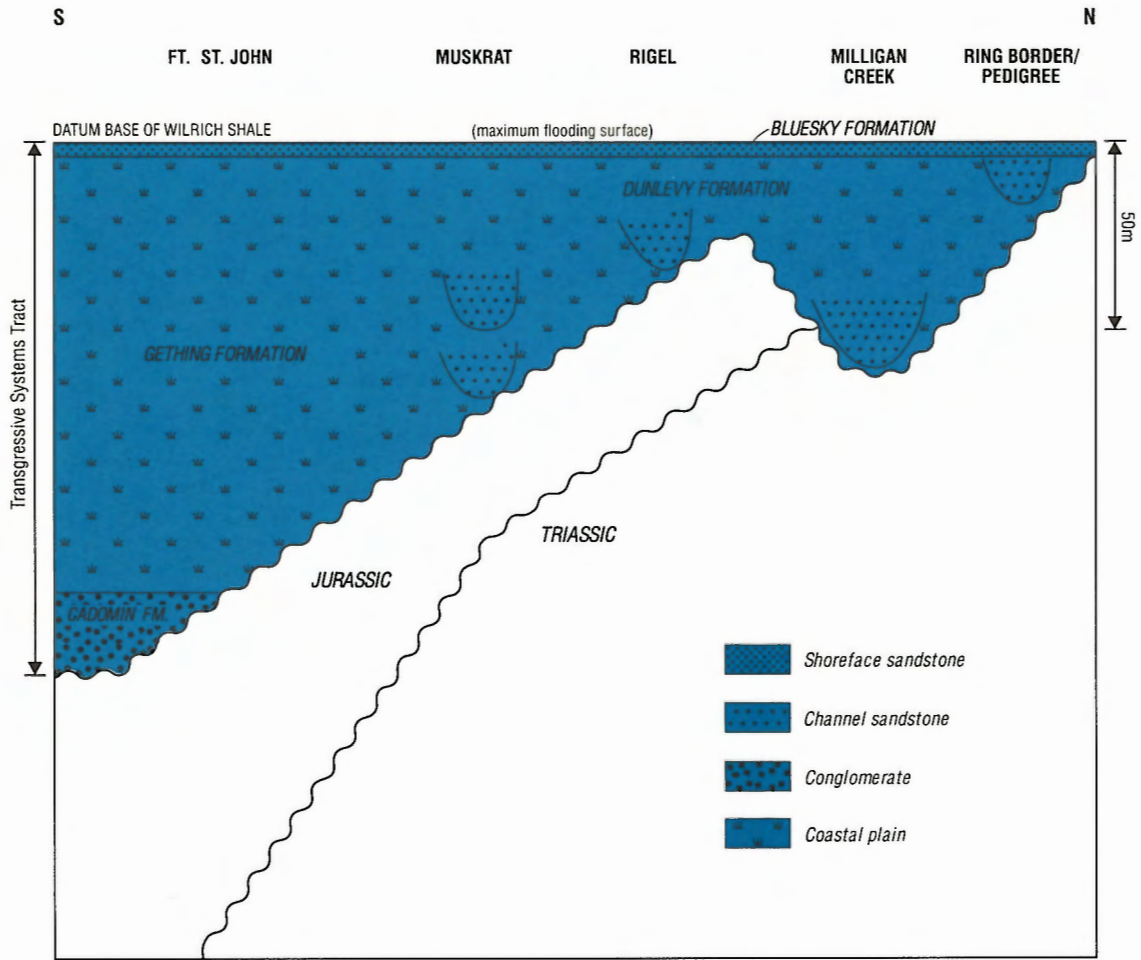 S
N
FT. ST. JOHN
MUSKRAT
RIGEL
MILLIGAN
CREEK
RING BORDER/
PEDIGREE
DATUM BASE OF WILRICH SHALE
(maximum flooding surface)
BLUESKY FORMATION
DUNLEVY FORMATION
50m
Transgressive Systems Tract
GETHING FORMATION
TRIASSIC
JURASSIC
CADOMIN FM.
Shoreface sandstone
Channel sandstone
Conglomerate
Coastal plain